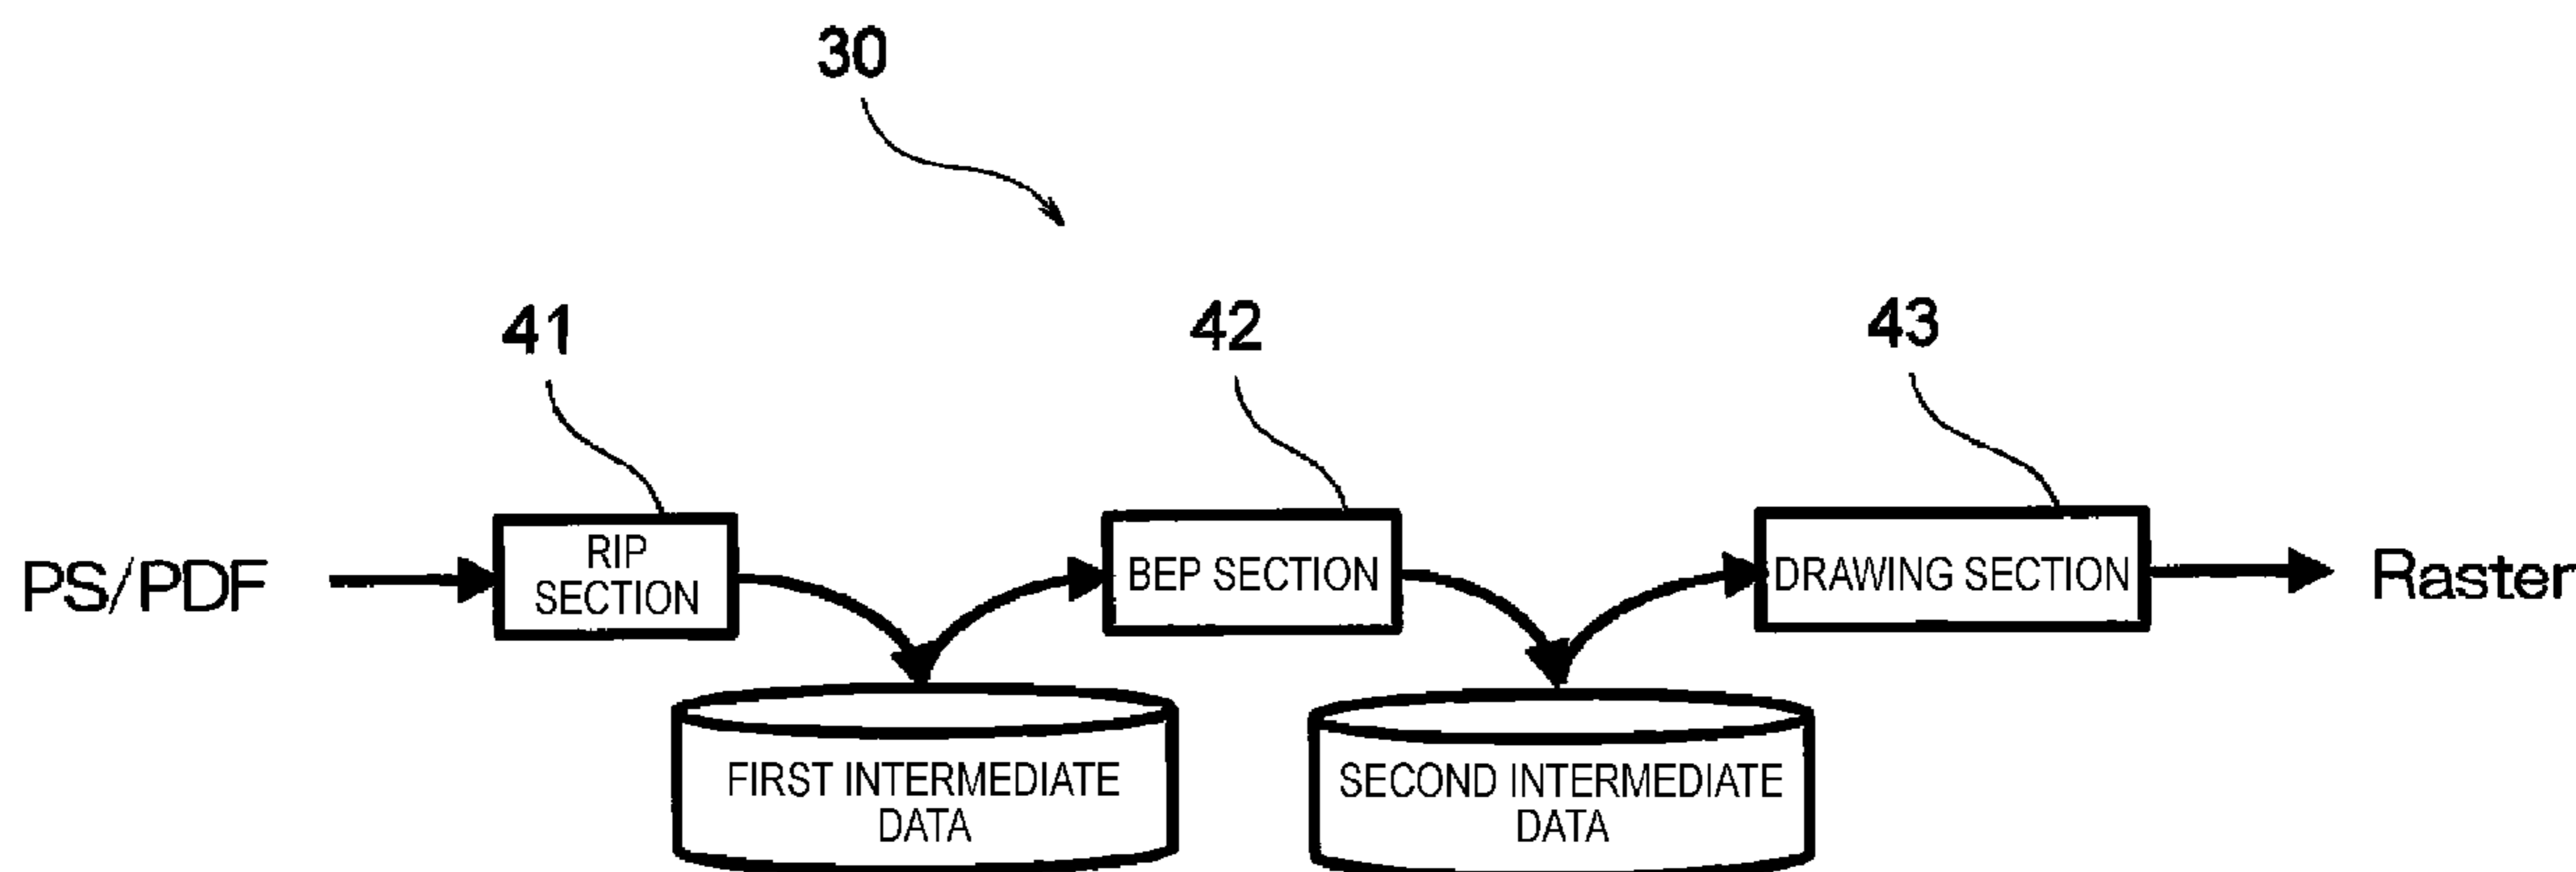 30
41
42
43
PS/PDF
RIP
SECTION
BEP SECTION
DRAWING SECTION
Raster
FIRST INTERMEDIATE
DATA
SECOND INTERMEDIATE
DATA